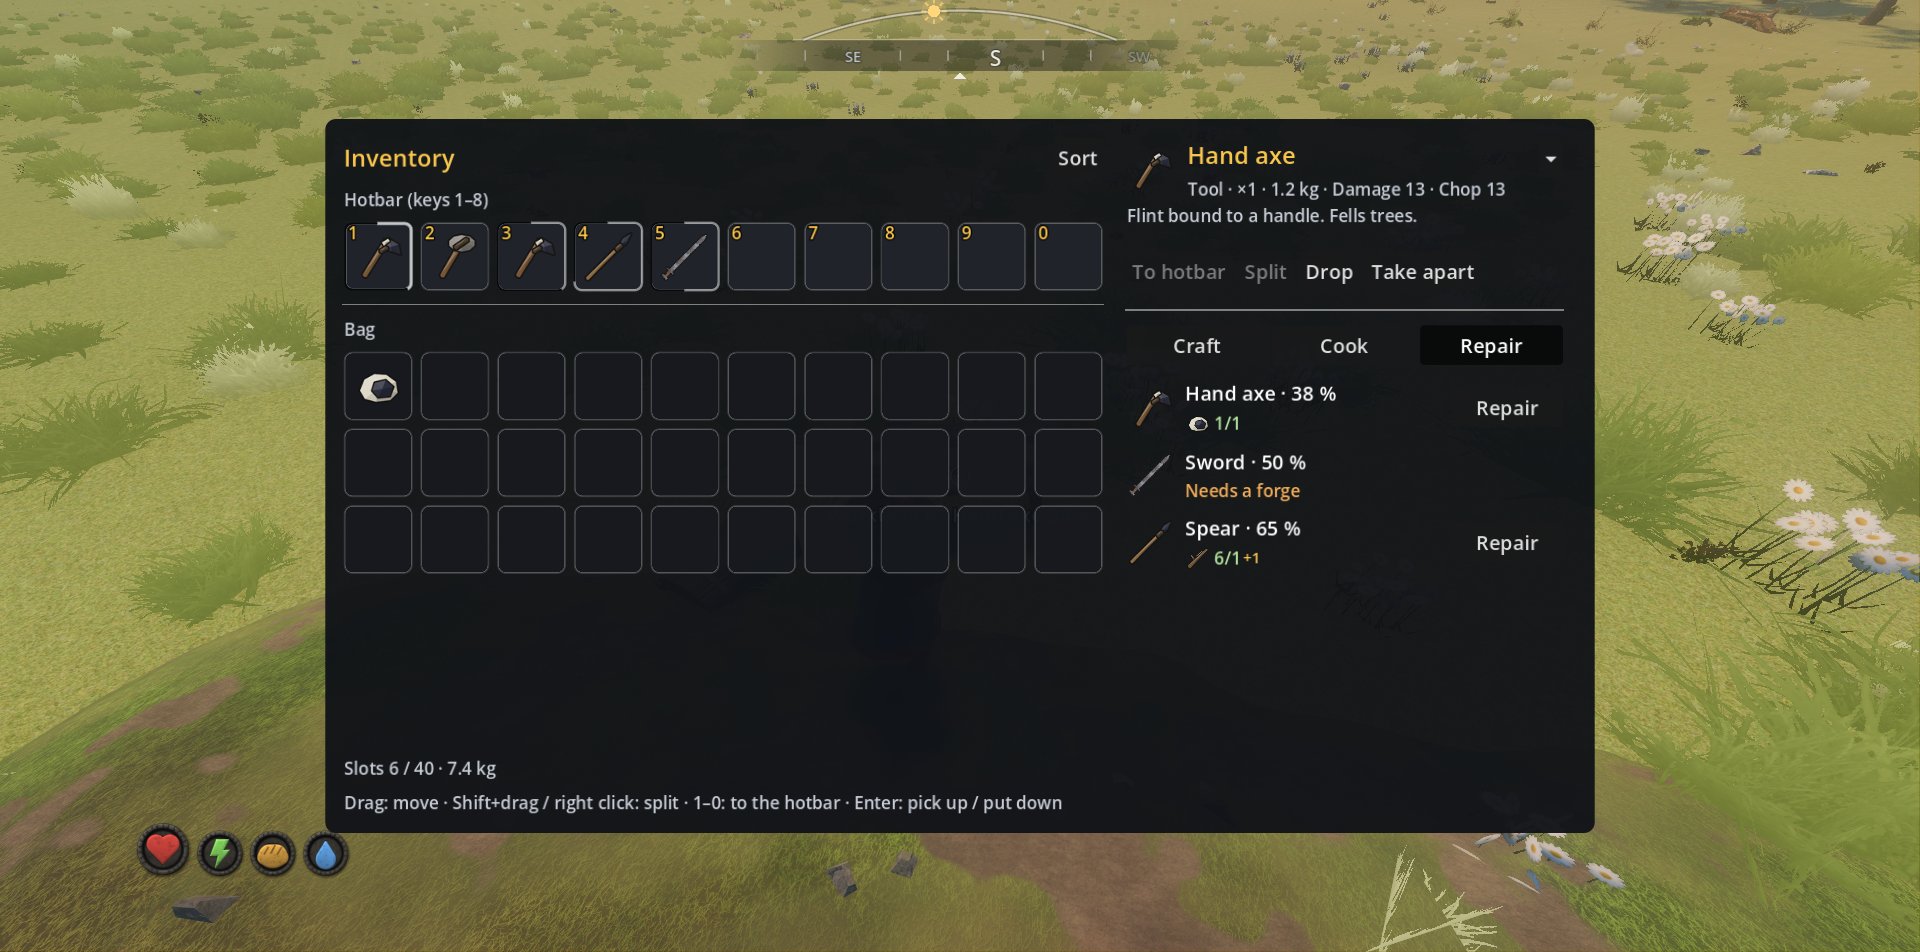 SE S SW
Inventory
Sort
Hotbar (keys 1–8)
1 2 3 4 5 6 7 8 9 0
Bag
Slots 6 / 40 · 7.4 kg
Drag: move · Shift+drag / right click: split · 1–0: to the hotbar · Enter: pick up / put down
Hand axe
Tool · ×1 · 1.2 kg · Damage 13 · Chop 13
Flint bound to a handle. Fells trees.
To hotbar Split Drop Take apart
Craft Cook Repair
Hand axe · 38 %
1/1
Repair
Sword · 50 %
Needs a forge
Spear · 65 %
6/1 +1
Repair